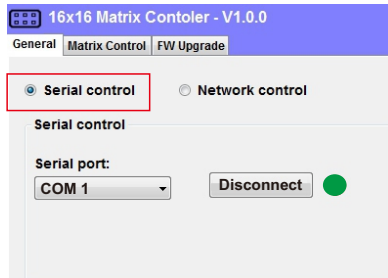 16x16 Matrix Contoler - V1.0.0
General Matrix Control FW Upgrade
Serial control Network control
Serial control
Serial port:
COM 1 Disconnect